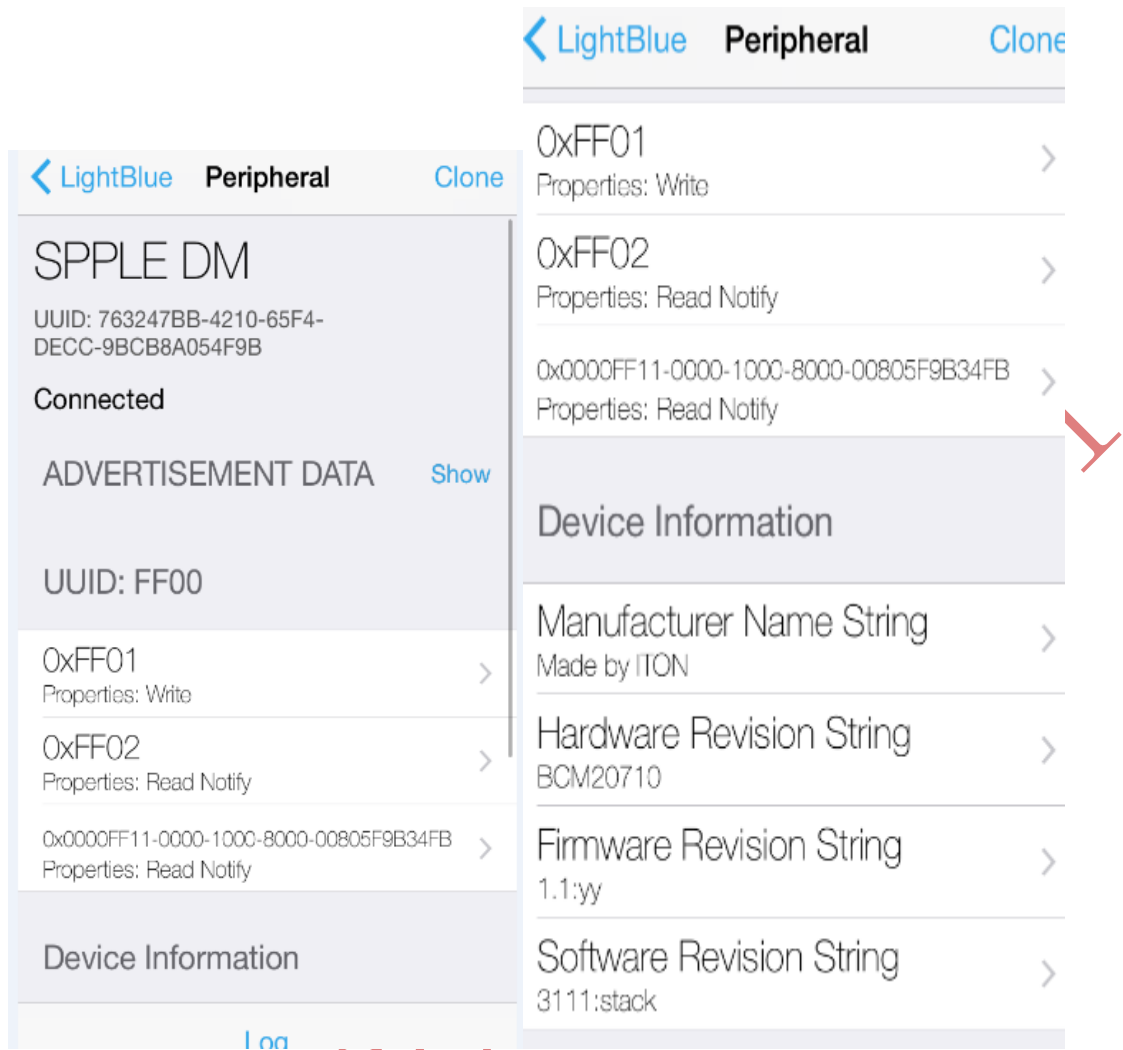 LightBlue Peripheral Clone
SPPLE DM
UUID: 763247BB-4210-65F4-
DECC-9BCB8A054F9B
Connected
ADVERTISEMENT DATA Show
UUID: FF00
0xFF01
Properties: Write
0xFF02
Properties: Read Notify
0x0000FF11-0000-1000-8000-00805F9B34FB
Properties: Read Notify
Device Information
Log
LightBlue Peripheral Clone
0xFF01
Properties: Write
0xFF02
Properties: Read Notify
0x0000FF11-0000-1000-8000-00805F9B34FB
Properties: Read Notify
Device Information
Manufacturer Name String
Made by ITON
Hardware Revision String
BCM20710
Firmware Revision String
1.1:yy
Software Revision String
3111:stack